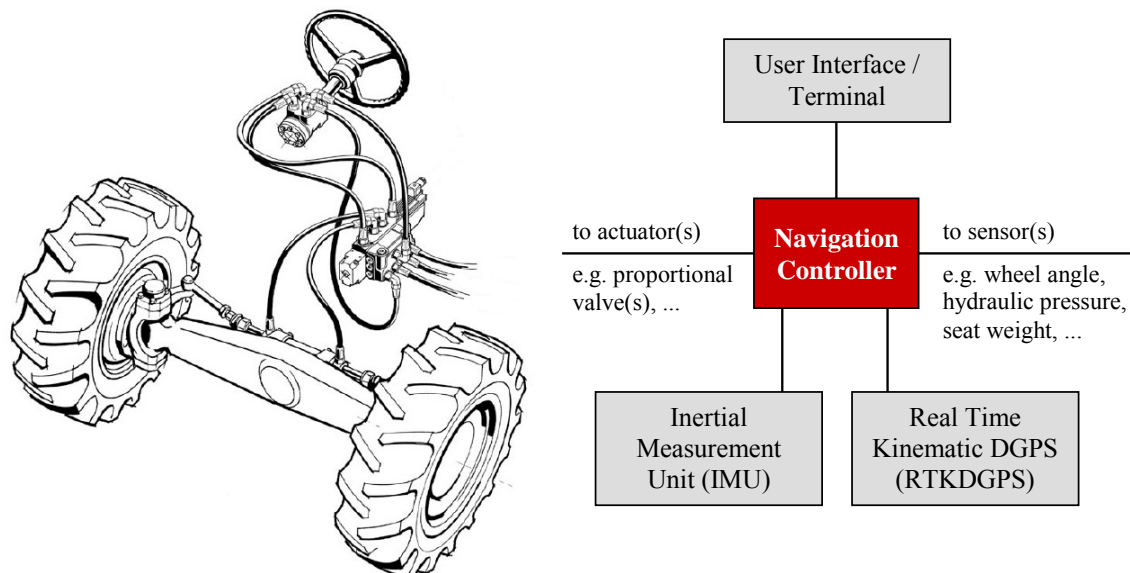 User Interface /
Terminal
to actuator(s)
e.g. proportional
valve(s), ...
Navigation
Controller
to sensor(s)
e.g. wheel angle,
hydraulic pressure,
seat weight, ...
Inertial
Measurement
Unit (IMU)
Real Time
Kinematic DGPS
(RTKDGPS)